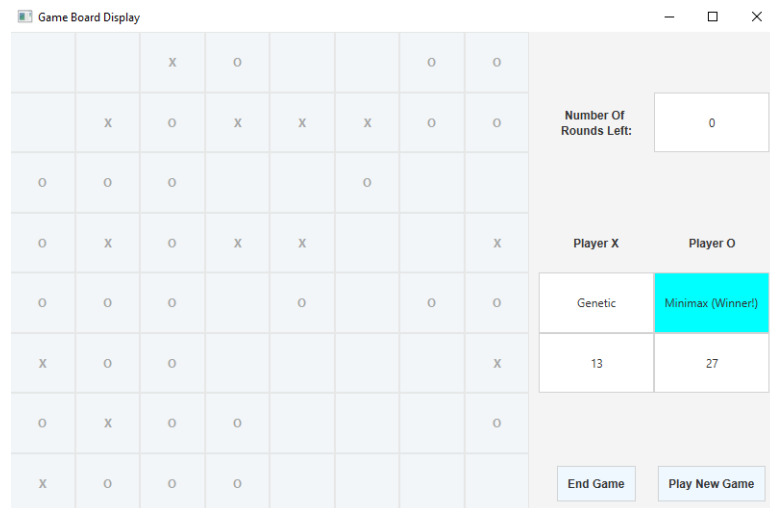 Game Board Display
X O O O
X O X X X O O
Number Of
Rounds Left:
0
O O O O
O X O X X X
Player X Player O
O O O O O O
Genetic Minimax (Winner!)
X O O X
13 27
O X O O O
X O O O
End Game Play New Game